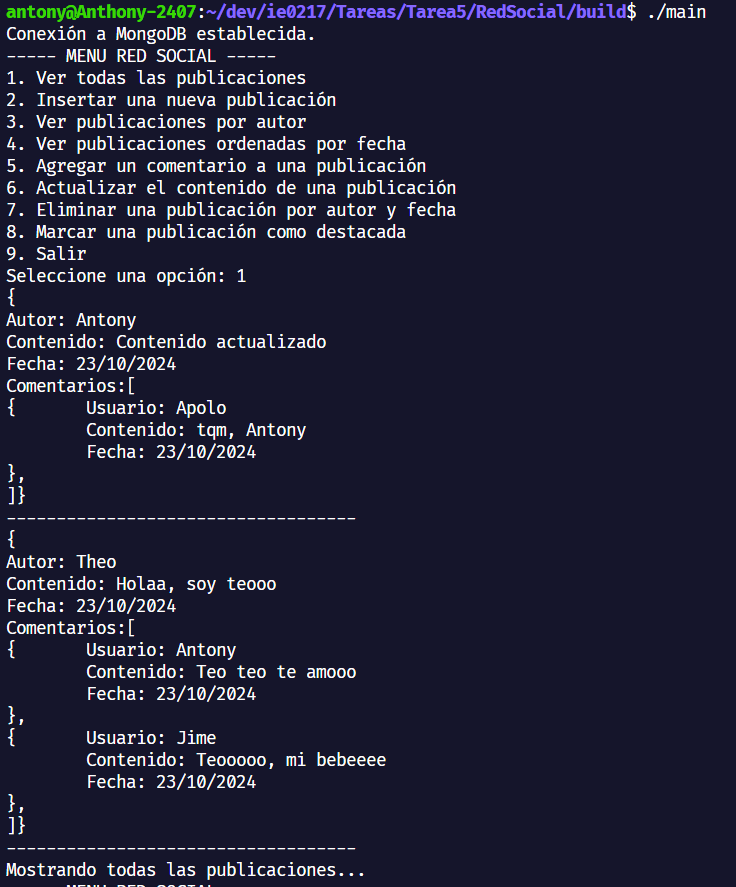 antony@Anthony-2407:~/dev/ie0217/Tareas/Tarea5/RedSocial/build$ ./main
Conexión a MongoDB establecida.
----- MENU RED SOCIAL -----
1. Ver todas las publicaciones
2. Insertar una nueva publicación
3. Ver publicaciones por autor
4. Ver publicaciones ordenadas por fecha
5. Agregar un comentario a una publicación
6. Actualizar el contenido de una publicación
7. Eliminar una publicación por autor y fecha
8. Marcar una publicación como destacada
9. Salir
Seleccione una opción: 1
{
Autor: Antony
Contenido: Contenido actualizado
Fecha: 23/10/2024
Comentarios:[
{       Usuario: Apolo
        Contenido: tqm, Antony
        Fecha: 23/10/2024
},
]}
-----------------------------------
{
Autor: Theo
Contenido: Holaa, soy teooo
Fecha: 23/10/2024
Comentarios:[
{       Usuario: Antony
        Contenido: Teo teo te amooo
        Fecha: 23/10/2024
},
{       Usuario: Jime
        Contenido: Teooooo, mi bebeeee
        Fecha: 23/10/2024
},
]}
-----------------------------------
Mostrando todas las publicaciones...
----- MENU RED SOCIAL -----